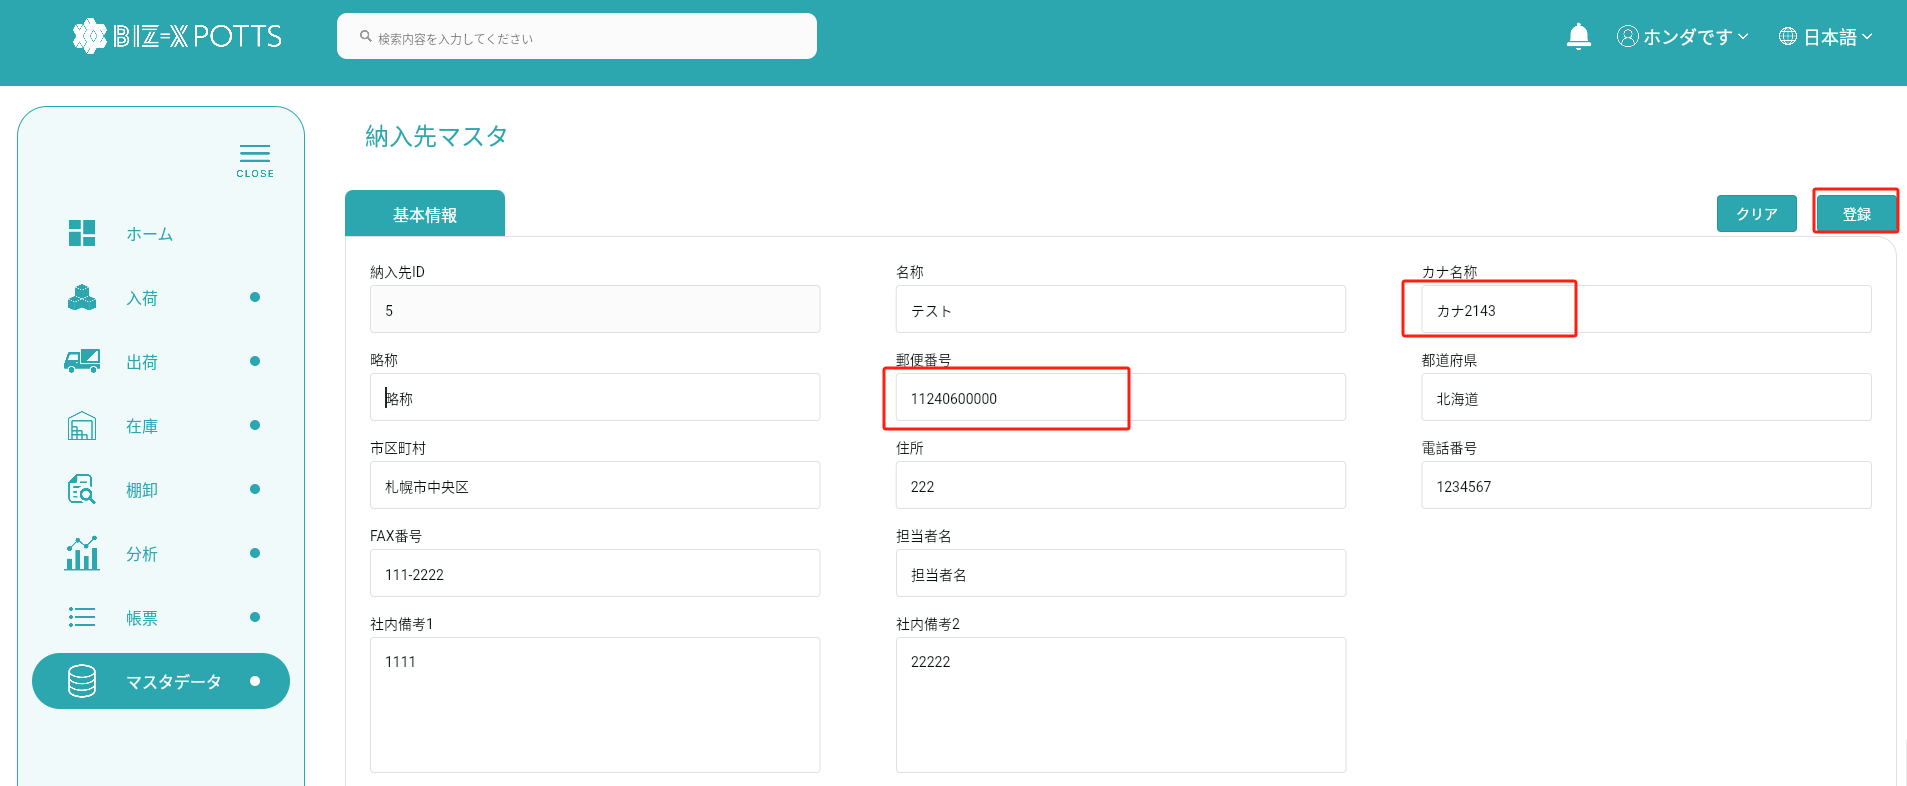 BIZ=X POTTS
検索内容を入力してください
ホンダです
日本語
CLOSE
ホーム
入荷
出荷
在庫
棚卸
分析
帳票
マスタデータ
納入先マスタ
基本情報
クリア
登録
納入先ID
5
名称
テスト
カナ名称
カナ2143
略称
略称
郵便番号
11240600000
都道府県
北海道
市区町村
札幌市中央区
住所
222
電話番号
1234567
FAX番号
111-2222
担当者名
担当者名
社内備考1
1111
社内備考2
22222